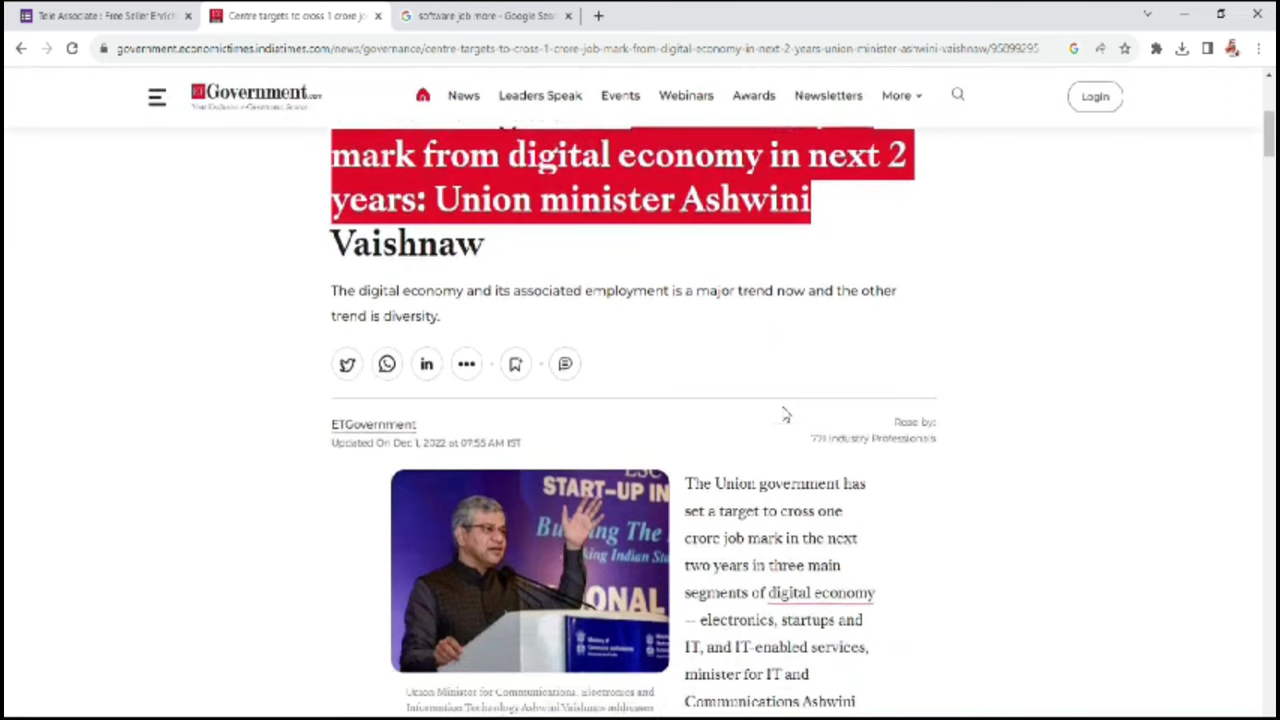 Tele Associate : Free Seller Enrich
Centre targets to cross 1 crore jo
software job more - Google Sear
government.economictimes.indiatimes.com/news/governance/centre-targets-to-cross-1-crore-job-mark-from-digital-economy-in-next-2-years-union-minister-ashwini-vaishnaw/95899295
ETGovernment.com
News Leaders Speak Events Webinars Awards Newsletters More
Login
mark from digital economy in next 2
years: Union minister Ashwini
Vaishnaw
The digital economy and its associated employment is a major trend now and the other
trend is diversity.
ETGovernment
Updated On Dec 1, 2022 at 07:55 AM IST
Read by:
771 Industry Professionals
START-UP IN
Building The
king Indian Sta
ONAL
The Union government has
set a target to cross one
crore job mark in the next
two years in three main
segments of digital economy
– electronics, startups and
IT, and IT-enabled services,
minister for IT and
Communications Ashwini
Union Minister for Communications, Electronics and
Information Technology Ashwini Vaishnaw addresses